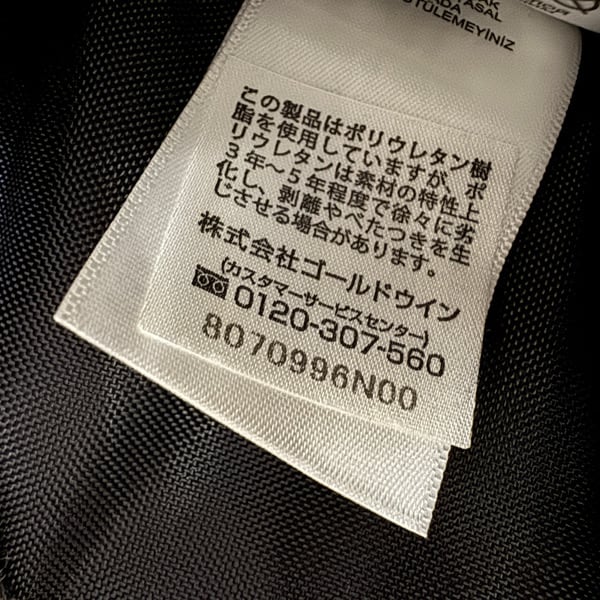 ADA ASAL
ÜTÜLEMEYİNİZ
この製品はポリウレタン樹
脂を使用していますが、ポ
リウレタンは素材の特性上
3年〜5年程度で徐々に劣
化し、剥離やべたつきを生
じさせる場合があります。
株式会社ゴールドウイン
(カスタマーサービスセンター)
0120-307-560
8070996N00